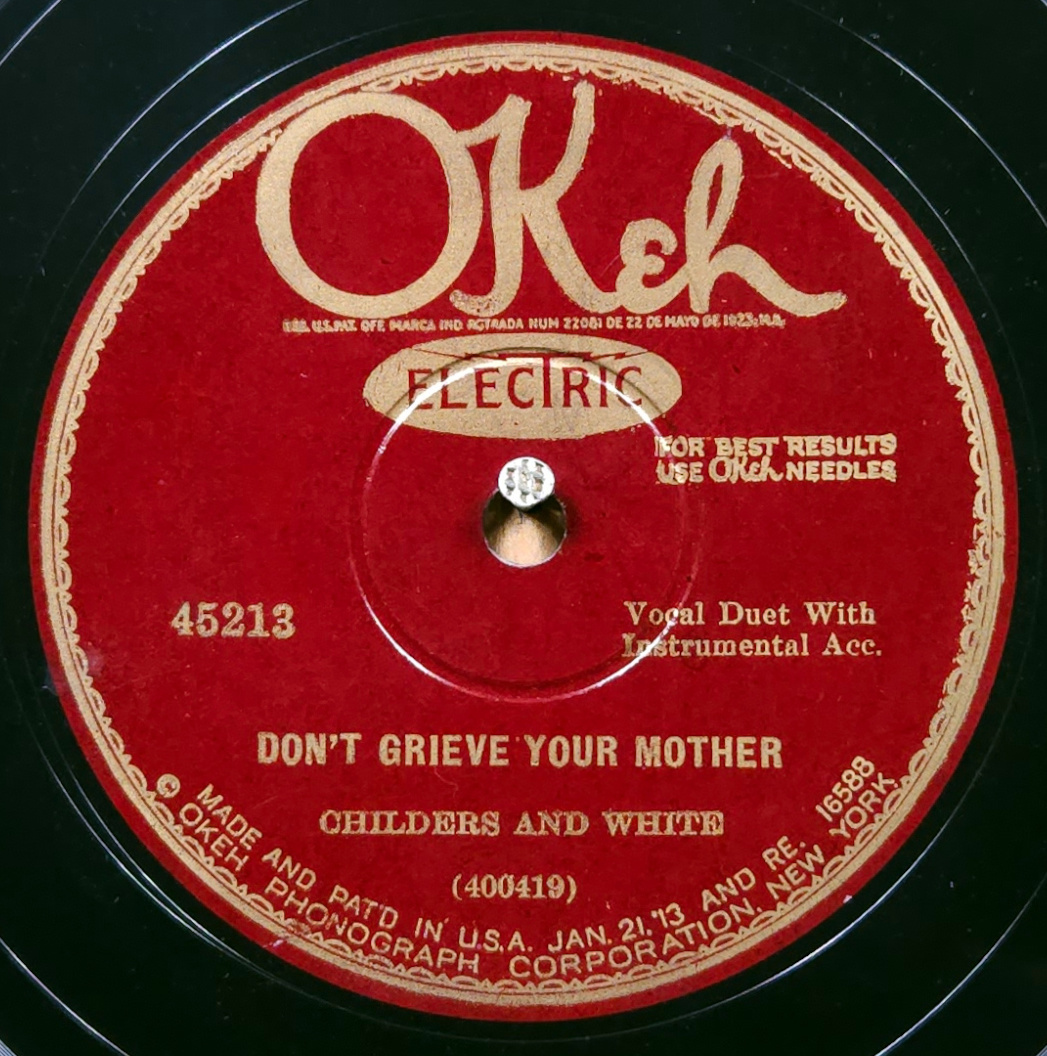 OKeh
REG. U.S. PAT. OFF. MARCA IND. RGTRADA NUM 22081 DE 22 DE MAYO DE 1923
ELECTRIC
FOR BEST RESULTS
USE OKeh NEEDLES
45213
Vocal Duet With
Instrumental Acc.
DON'T GRIEVE YOUR MOTHER
CHILDERS AND WHITE
(400419)
MADE AND PAT'D IN U.S.A. JAN. 21, '13 AND RE. 16588
© OKEH PHONOGRAPH CORPORATION, NEW YORK